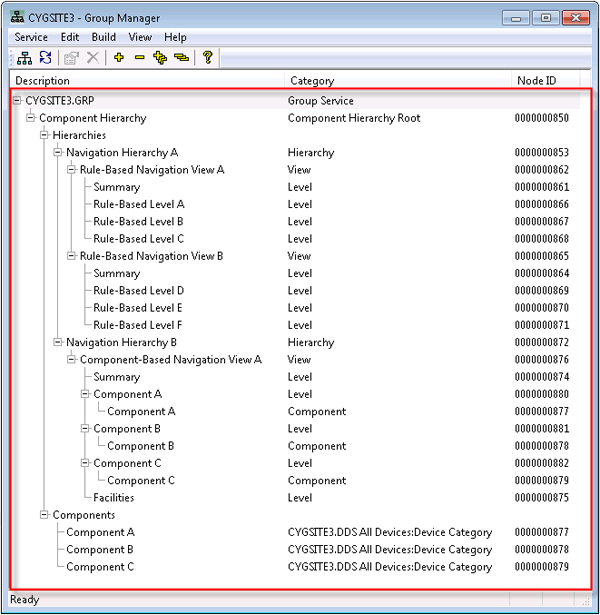 CYGSITE3 - Group Manager
Service Edit Build View Help
Description Category Node ID
CYGSITE3.GRP Group Service
Component Hierarchy Component Hierarchy Root 0000000850
Hierarchies
Navigation Hierarchy A Hierarchy 0000000853
Rule-Based Navigation View A View 0000000862
Summary Level 0000000861
Rule-Based Level A Level 0000000866
Rule-Based Level B Level 0000000867
Rule-Based Level C Level 0000000868
Rule-Based Navigation View B View 0000000865
Summary Level 0000000864
Rule-Based Level D Level 0000000869
Rule-Based Level E Level 0000000870
Rule-Based Level F Level 0000000871
Navigation Hierarchy B Hierarchy 0000000872
Component-Based Navigation View A View 0000000876
Summary Level 0000000874
Component A Level 0000000880
Component A Component 0000000877
Component B Level 0000000881
Component B Component 0000000878
Component C Level 0000000882
Component C Component 0000000879
Facilities Level 0000000875
Components
Component A CYGSITE3.DDS All Devices:Device Category 0000000877
Component B CYGSITE3.DDS All Devices:Device Category 0000000878
Component C CYGSITE3.DDS All Devices:Device Category 0000000879
Ready